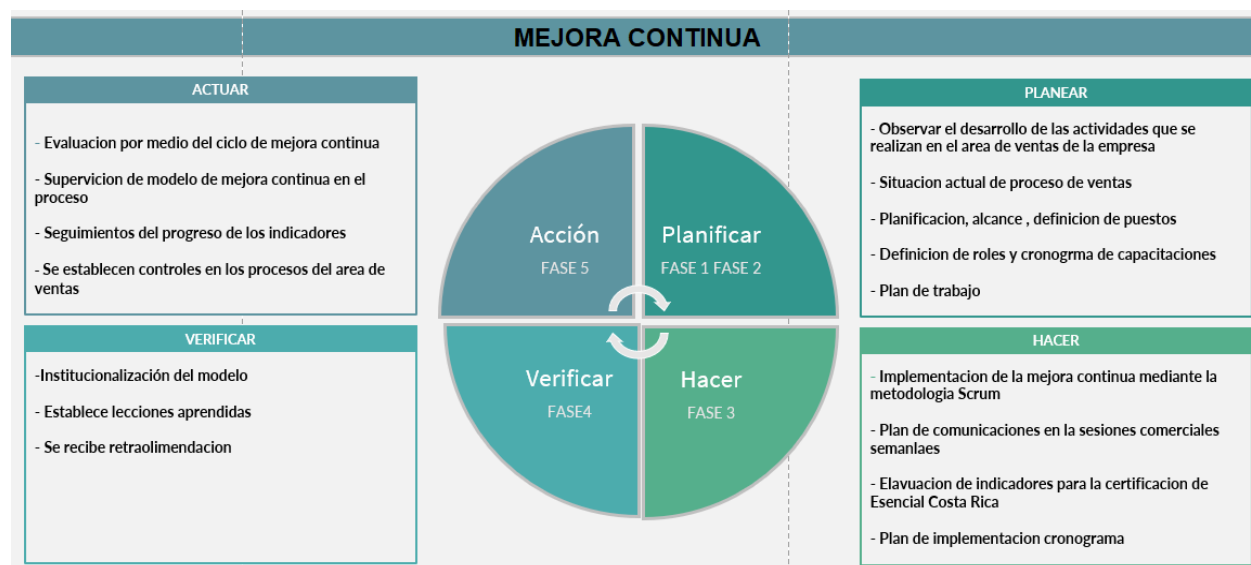 MEJORA CONTINUA
ACTUAR
- Evaluacion por medio del ciclo de mejora continua
- Supervicion de modelo de mejora continua en el
proceso
- Seguimientos del progreso de los indicadores
- Se establecen controles en los procesos del area de
ventas
VERIFICAR
-Institucionalización del modelo
- Establece lecciones aprendidas
- Se recibe retraolimendacion
Acción
FASE 5
Planificar
FASE 1 FASE 2
Verificar
FASE4
Hacer
FASE 3
PLANEAR
- Observar el desarrollo de las actividades que se
realizan en el area de ventas de la empresa
- Situacion actual de proceso de ventas
- Planificacion, alcance , definicion de puestos
- Definicion de roles y cronogrma de capacitaciones
- Plan de trabajo
HACER
- Implementacion de la mejora continua mediante la
metodologia Scrum
- Plan de comunicaciones en la sesiones comerciales
semanlaes
- Elavuacion de indicadores para la certificacion de
Esencial Costa Rica
- Plan de implementacion cronograma